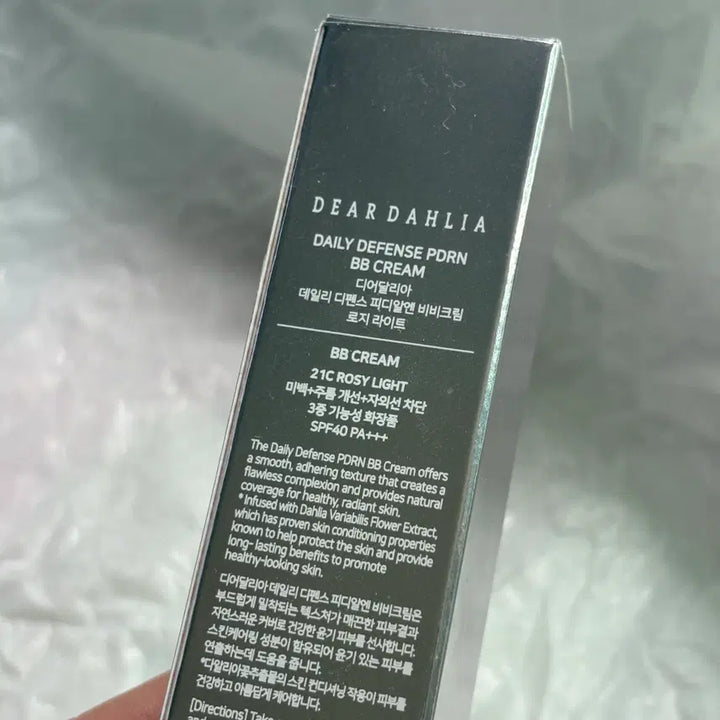 DEAR DAHLIA
DAILY DEFENSE PDRN
BB CREAM
디어달리아
데일리 디펜스 피디알엔 비비크림
로지 라이트
BB CREAM
21C ROSY LIGHT
미백+주름 개선+자외선 차단
3중 기능성 화장품
SPF40 PA+++
The Daily Defense PDRN BB Cream offers
a smooth, adhering texture that creates a
flawless complexion and provides natural
coverage for healthy, radiant skin.
*Infused with Dahlia Variabilis Flower Extract,
which has proven skin conditioning properties
known to help protect the skin and provide
long- lasting benefits to promote
healthy-looking skin.
디어달리아 데일리 디펜스 피디알엔 비비크림은
부드럽게 밀착되는 텍스처가 매끈한 피부결과
자연스러운 커버로 건강한 윤기 피부를 선사합니다.
스킨케어링 성분이 함유되어 윤기 있는 피부를
연출하는데 도움을 줍니다.
*다알리아꽃추출물의 스킨 컨디셔닝 작용이 피부를
건강하고 아름답게 케어합니다.
[Directions] Take